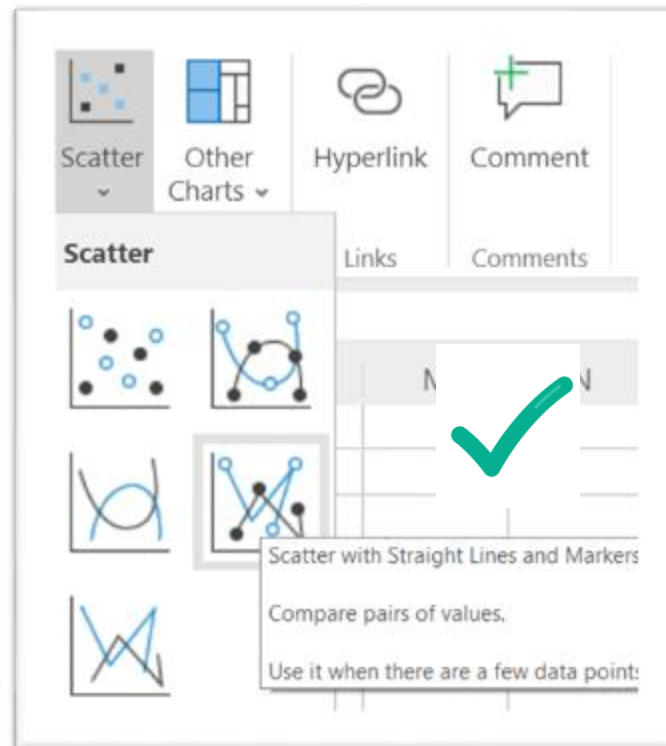 Scatter Other Hyperlink Comment
Charts
Scatter
Links Comments
N
Scatter with Straight Lines and Markers
Compare pairs of values.
Use it when there are a few data points